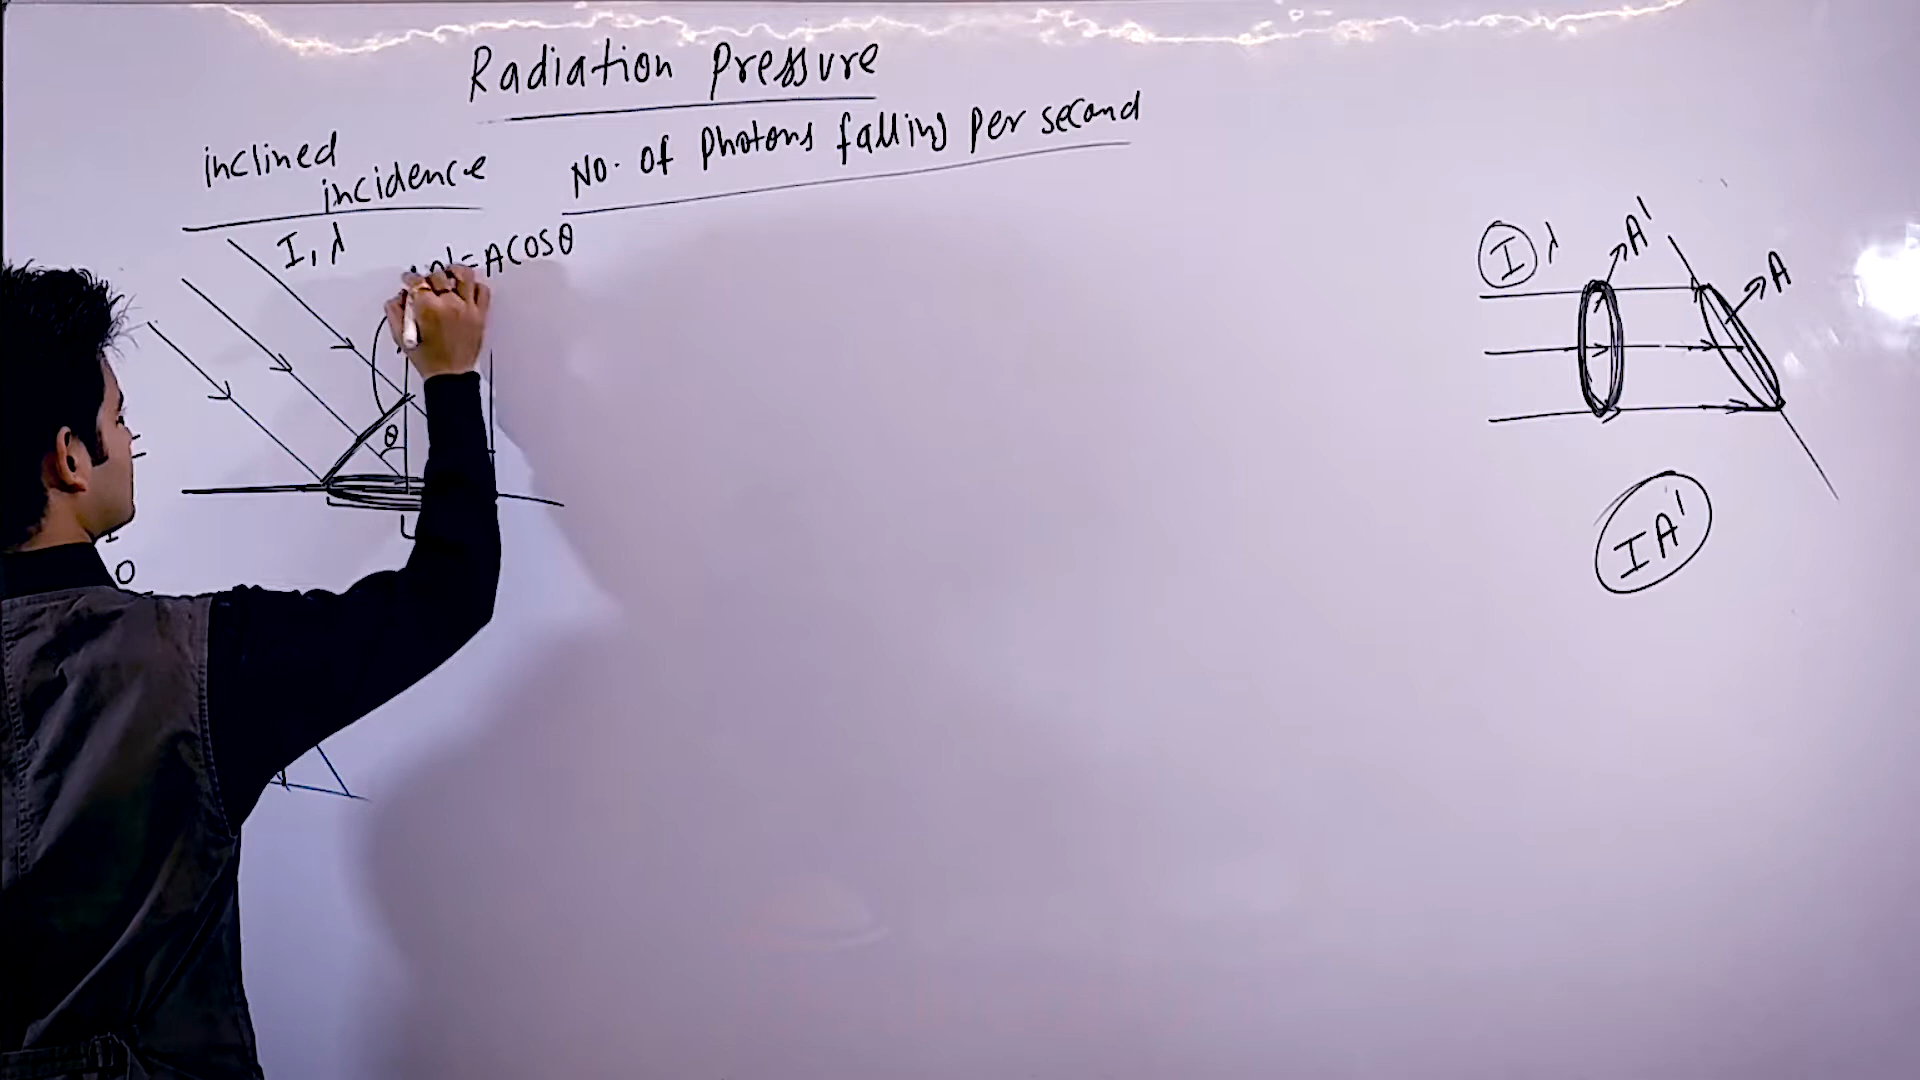 Radiation Pressure
inclined
incidence
No. of Photons falling Per second
I, λ
A'=Acosθ
θ
I λ
A'
A
IA'